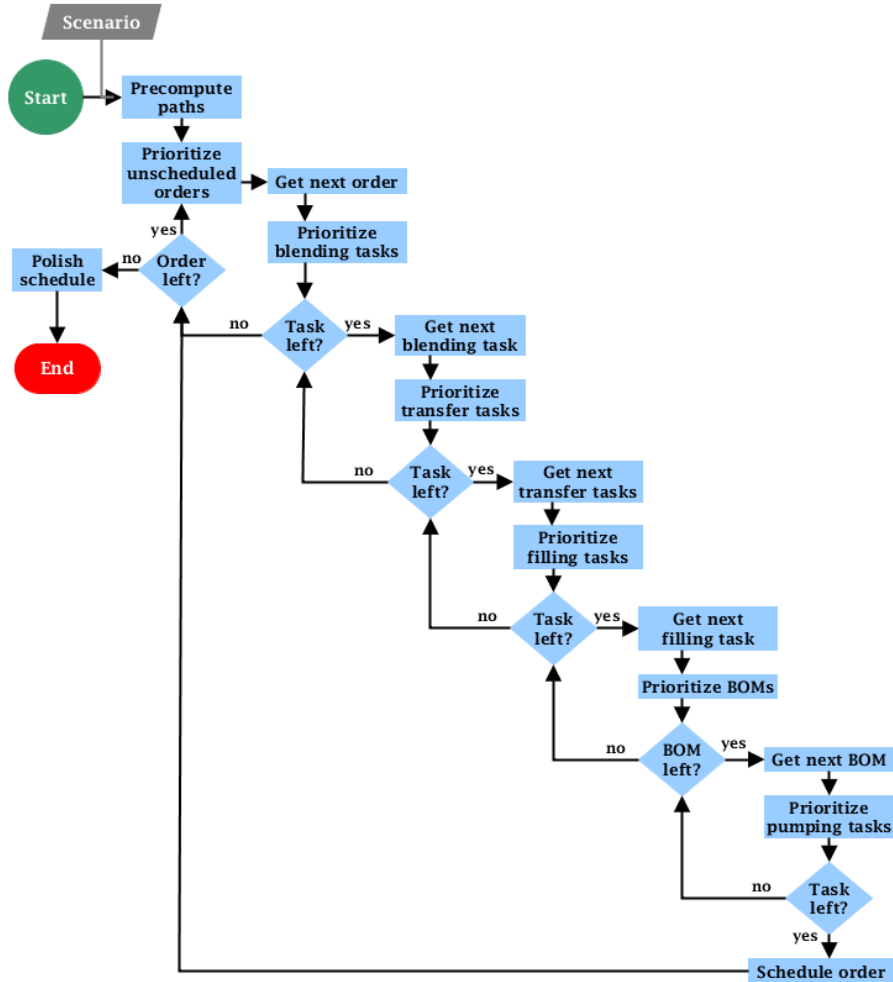 Scenario
Start
Precompute
paths
Prioritize
unscheduled
orders
Get next order
yes
Prioritize
blending tasks
Polish
schedule
no
Order
left?
no
Task
left?
yes
Get next
blending task
End
Prioritize
transfer tasks
no
Task
left?
yes
Get next
transfer tasks
Prioritize
filling tasks
no
Task
left?
yes
Get next
filling task
Prioritize BOMs
no
BOM
left?
yes
Get next BOM
Prioritize
pumping tasks
no
Task
left?
yes
Schedule order